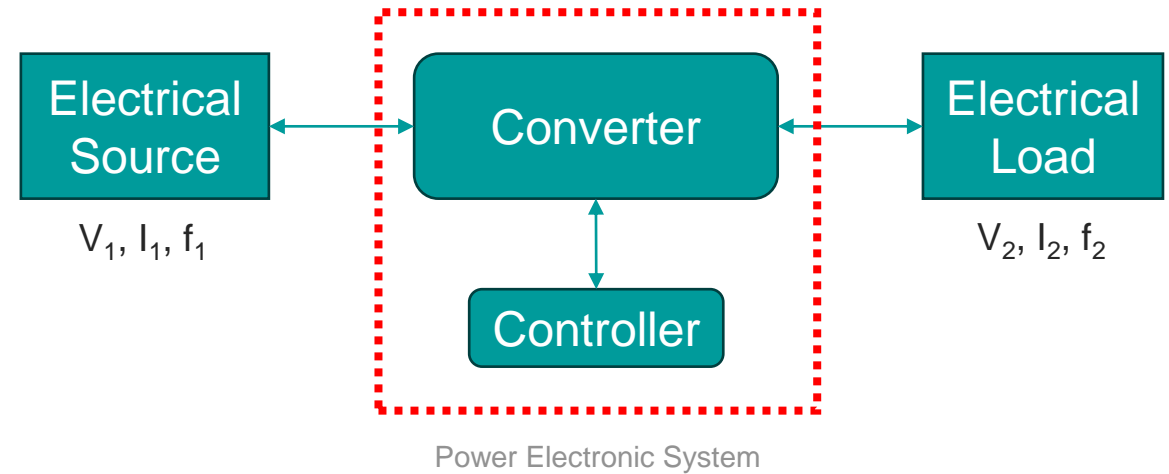 Electrical
Source
Converter
Electrical
Load
V₁, I₁, f₁
V₂, I₂, f₂
Controller
Power Electronic System